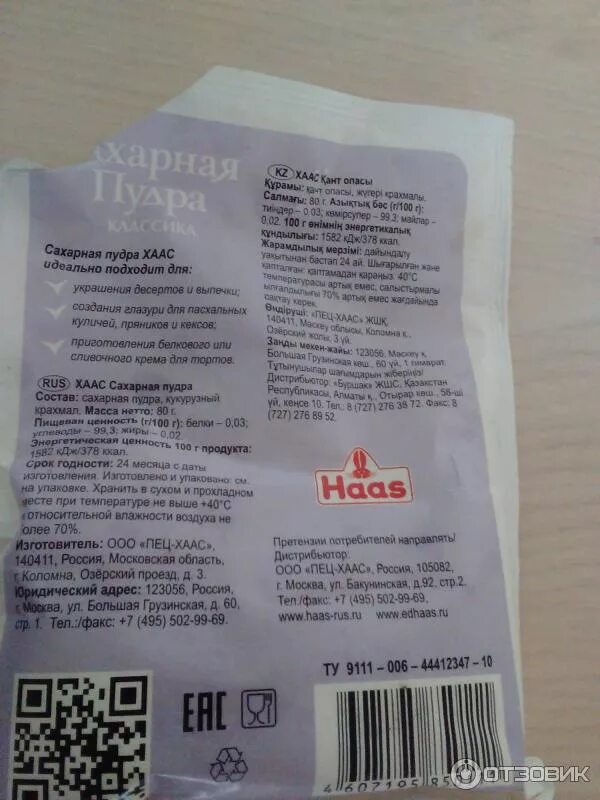 харная
Пудра
КЛАССИКА
Сахарная пудра ХААС
идеально подходит для:
украшения десертов и выпечки;
создания глазури для пасхальных
куличей, пряников и кексов;
приготовления белкового или
сливочного крема для тортов.
RUS ХААС Сахарная пудра
Состав: сахарная пудра, кукурузный
крахмал. Масса нетто: 80 г.
Пищевая ценность (г/100 г): белки – 0,03;
углеводы – 99,3; жиры – 0,02.
Энергетическая ценность 100 г продукта:
1582 кДж/378 ккал.
Срок годности: 24 месяца с даты
изготовления. Изготовлено и упаковано: см.
на упаковке. Хранить в сухом и прохладном
месте при температуре не выше +40°С
относительной влажности воздуха не
более 70%.
Изготовитель: ООО «ПЕЦ-ХААС»,
140411, Россия, Московская область,
г. Коломна, Озёрский проезд, д. 3.
Юридический адрес: 123056, Россия,
г. Москва, ул. Большая Грузинская, д. 60,
стр. 1. Тел.:/факс: +7 (495) 502-99-69.
KZ ХААС Қант опасы
Құрамы: қант опасы, жүгері крахмалы.
Салмағы: 80 г. Азықтық бәс (г/100 г):
тиіндер – 0,03; көмірсулер – 99,3; майлар –
0,02. 100 г өнімнің энергетикалық
құндылығы: 1582 кДж/378 ккал.
Жарамдылық мерзімі: дайындалу
уақытынан бастап 24 ай. Шығарылған және
қапталған: қаптамадан қараңыз. 40°С
температурасы артық емес, салыстырмалы
ылғалдылығы 70% артық емес жағдайында
сақтау керек.
Өндіруші: «ПЕЦ-ХААС» ЖШҚ,
140411, Мәскеу облысы, Коломна қ.,
Озёрский жолы, 3 үй.
Заңды мекен-жайы: 123056, Мәскеу қ.
Большая Грузинская көш., 60 үй, 1 ғимарат.
Тұтынушылар шағымдарын жіберіңіз/
Дистрибьютор: «Буршак» ЖШС, Қазақстан
Республикасы, Алматы қ., Отырар көш., 58-ші
үй, кеңсе 10. Тел.: 8 (727) 276 38 72. Факс: 8
(727) 276 89 52.
Haas
Претензии потребителей направлять/
Дистрибьютор:
ООО «ПЕЦ-ХААС», Россия, 105082,
г. Москва, ул. Бакунинская, д.92, стр.2.
Тел./факс: +7 (495) 502-99-69.
www.haas-rus.ru www.edhaas.ru
ТУ 9111 – 006 – 44412347 – 10
EAC
4 607195 85
ОТЗОВИК